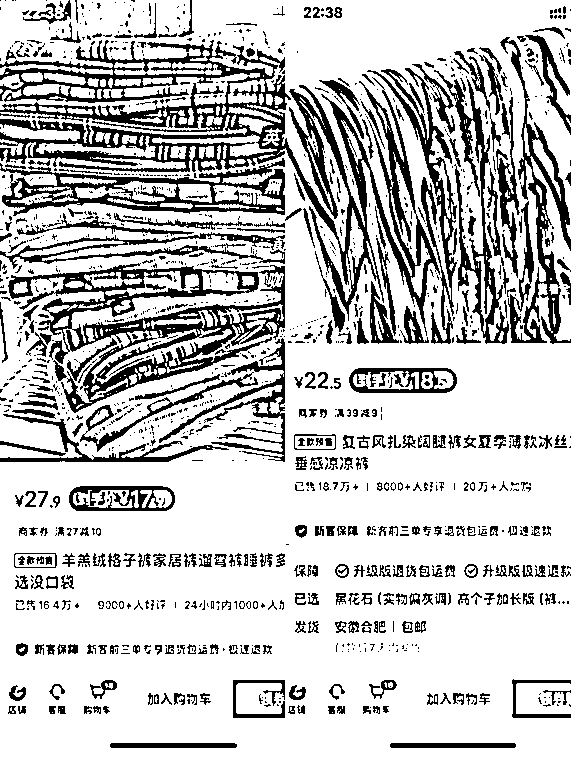 22:38
¥27.9 到手价¥17.9
商家券 满27减10
全款预售 羊羔绒格子裤家居裤遛弯裤睡裤多
选没口袋
已售16.4万+ 9000+人好评 24小时内1000+人加
新客保障 新客前三单专享退货包运费·极速退款
店铺 客服 购物车 加入购物车
22:38
¥22.5 到手价¥18.5
商家券 满39减9
全款预售 复古风扎染阔腿裤女夏季薄款冰丝
垂感凉凉裤
已售18.7万+ 8000+人好评 20万+人加购
新客保障 新客前三单专享退货包运费·极速退款
保障 升级版退货包运费 升级版极速退款
已选 黑花石 (实物偏灰调) 高个子加长版 (裤...
发货 安徽合肥 | 包邮
店铺 客服 购物车 加入购物车